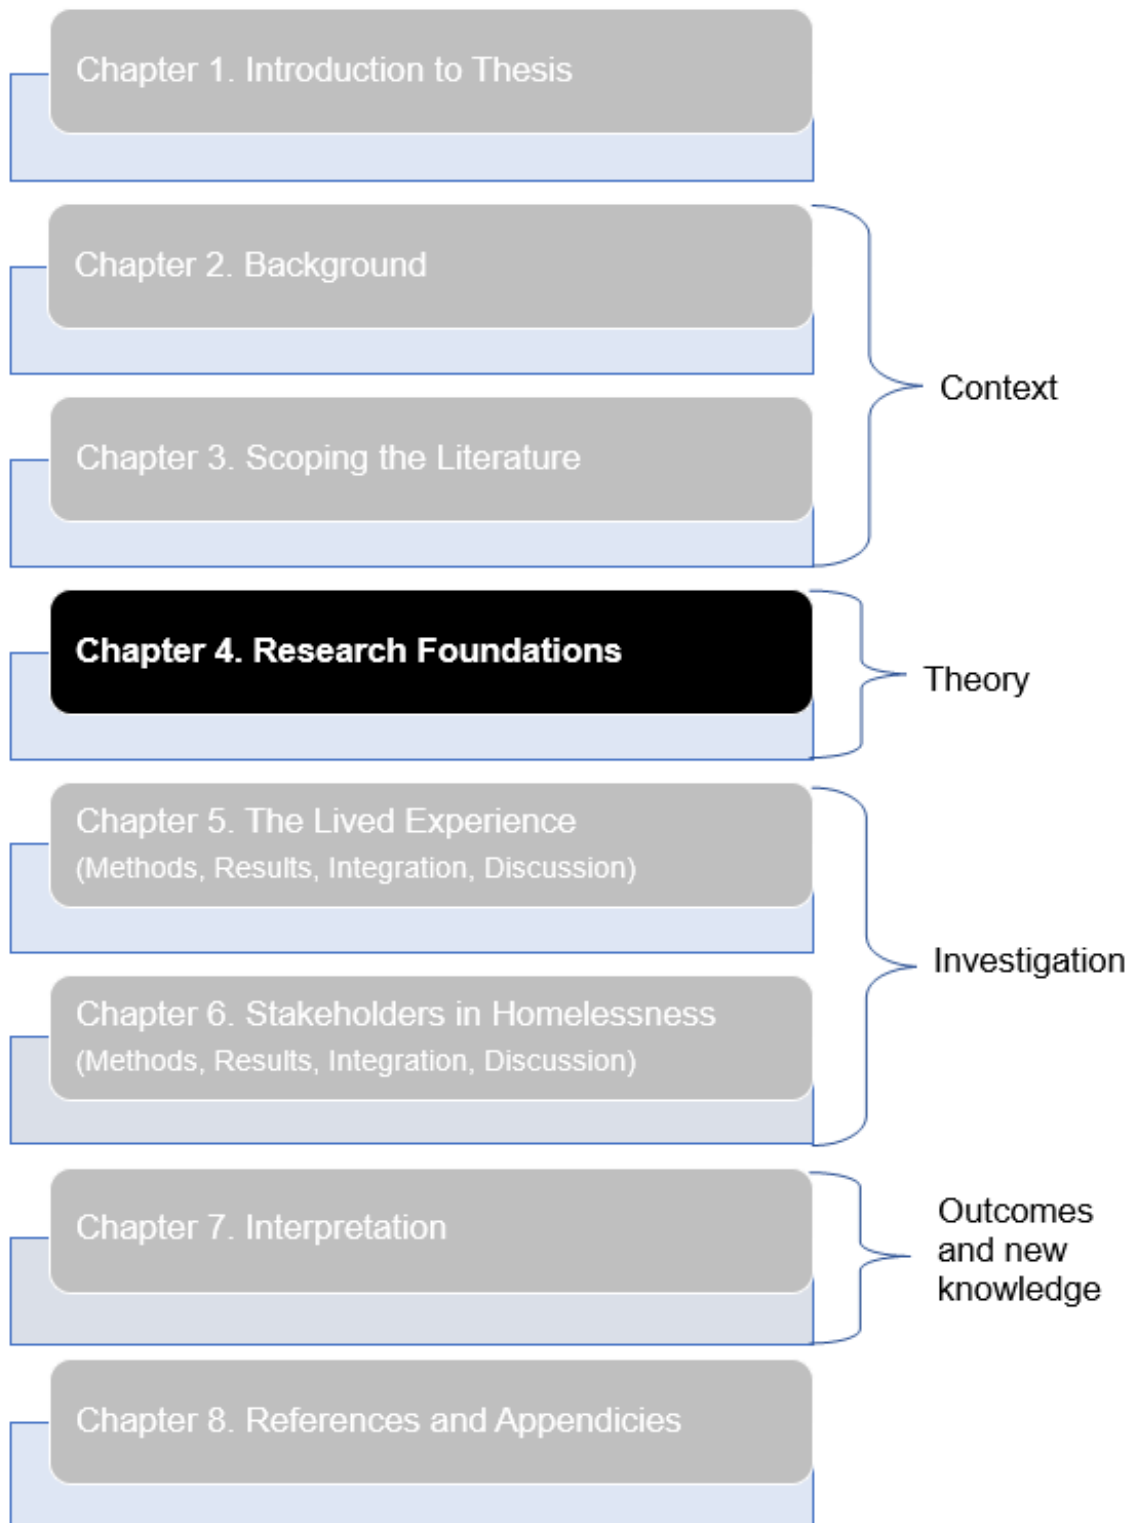 Chapter 1. Introduction to Thesis
Chapter 2. Background
Chapter 3. Scoping the Literature
Context
Chapter 4. Research Foundations
Theory
Chapter 5. The Lived Experience
(Methods, Results, Integration, Discussion)
Chapter 6. Stakeholders in Homelessness
(Methods, Results, Integration, Discussion)
Investigation
Chapter 7. Interpretation
Outcomes
and new
knowledge
Chapter 8. References and Appendicies